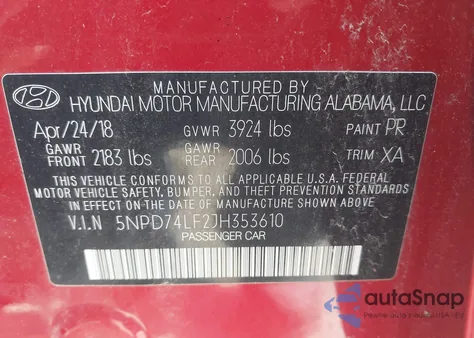 MANUFACTURED BY
HYUNDAI MOTOR MANUFACTURING ALABAMA, LLC
Apr/24/18 GVWR 3924 lbs PAINT PR
GAWR FRONT 2183 lbs GAWR REAR 2006 lbs TRIM XA
THIS VEHICLE CONFORMS TO ALL APPLICABLE U.S.A. FEDERAL
MOTOR VEHICLE SAFETY, BUMPER, AND THEFT PREVENTION STANDARDS
IN EFFECT ON THE DATE OF MANUFACTURE SHOWN ABOVE.
V.I.N 5NPD74LF2JH353610
PASSENGER CAR
autoSnap